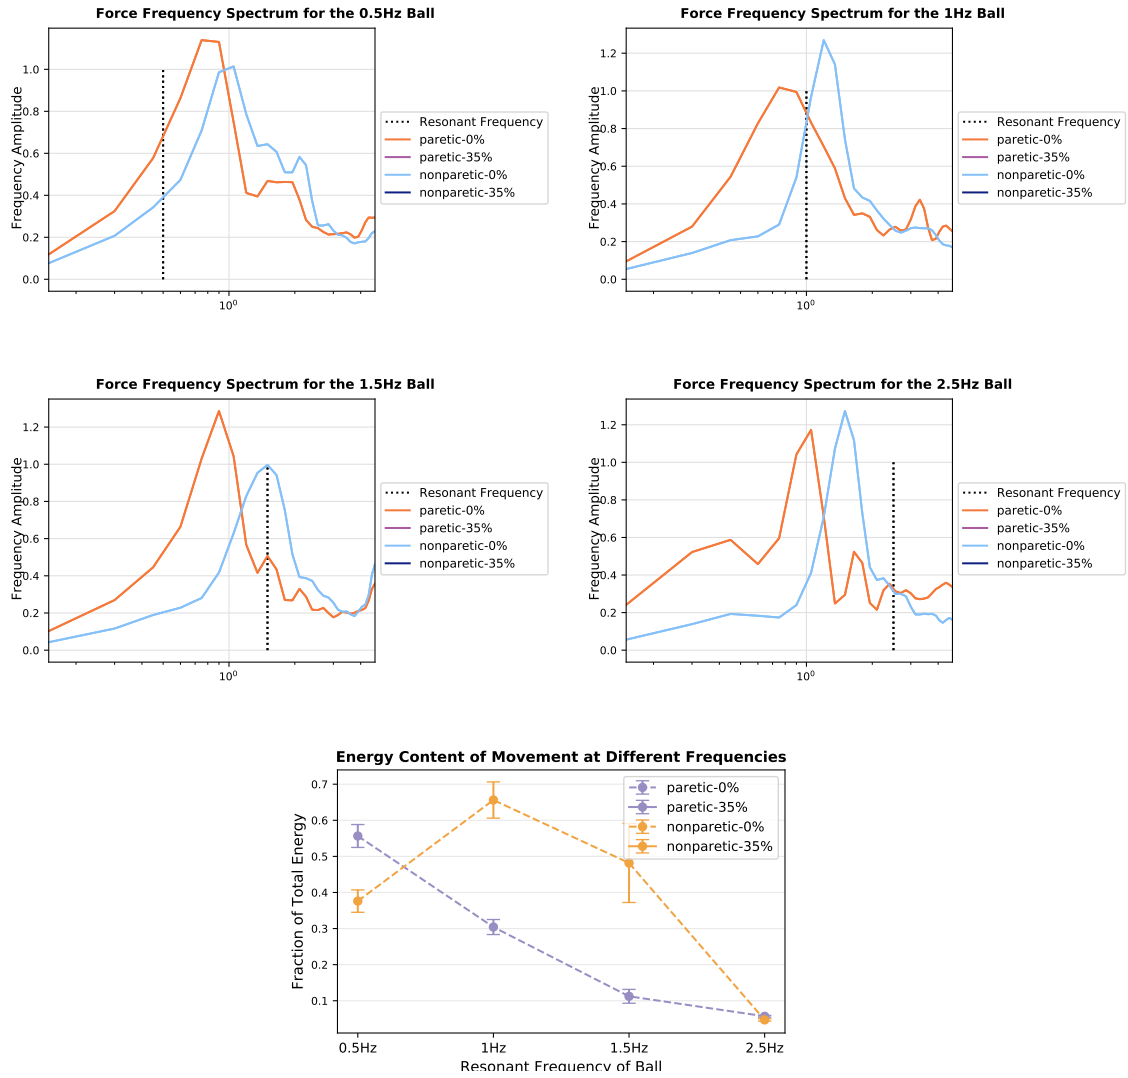 Force Frequency Spectrum for the 0.5Hz Ball
Frequency Amplitude
1.0
0.8
0.6
0.4
0.2
0.0
10⁰
Resonant Frequency
paretic-0%
paretic-35%
nonparetic-0%
nonparetic-35%
Force Frequency Spectrum for the 1Hz Ball
Frequency Amplitude
1.2
1.0
0.8
0.6
0.4
0.2
0.0
10⁰
Resonant Frequency
paretic-0%
paretic-35%
nonparetic-0%
nonparetic-35%
Force Frequency Spectrum for the 1.5Hz Ball
Frequency Amplitude
1.2
1.0
0.8
0.6
0.4
0.2
0.0
10⁰
Resonant Frequency
paretic-0%
paretic-35%
nonparetic-0%
nonparetic-35%
Force Frequency Spectrum for the 2.5Hz Ball
Frequency Amplitude
1.2
1.0
0.8
0.6
0.4
0.2
0.0
10⁰
Resonant Frequency
paretic-0%
paretic-35%
nonparetic-0%
nonparetic-35%
Energy Content of Movement at Different Frequencies
Fraction of Total Energy
0.7
0.6
0.5
0.4
0.3
0.2
0.1
paretic-0%
paretic-35%
nonparetic-0%
nonparetic-35%
0.5Hz 1Hz 1.5Hz 2.5Hz
Resonant Frequency of Ball